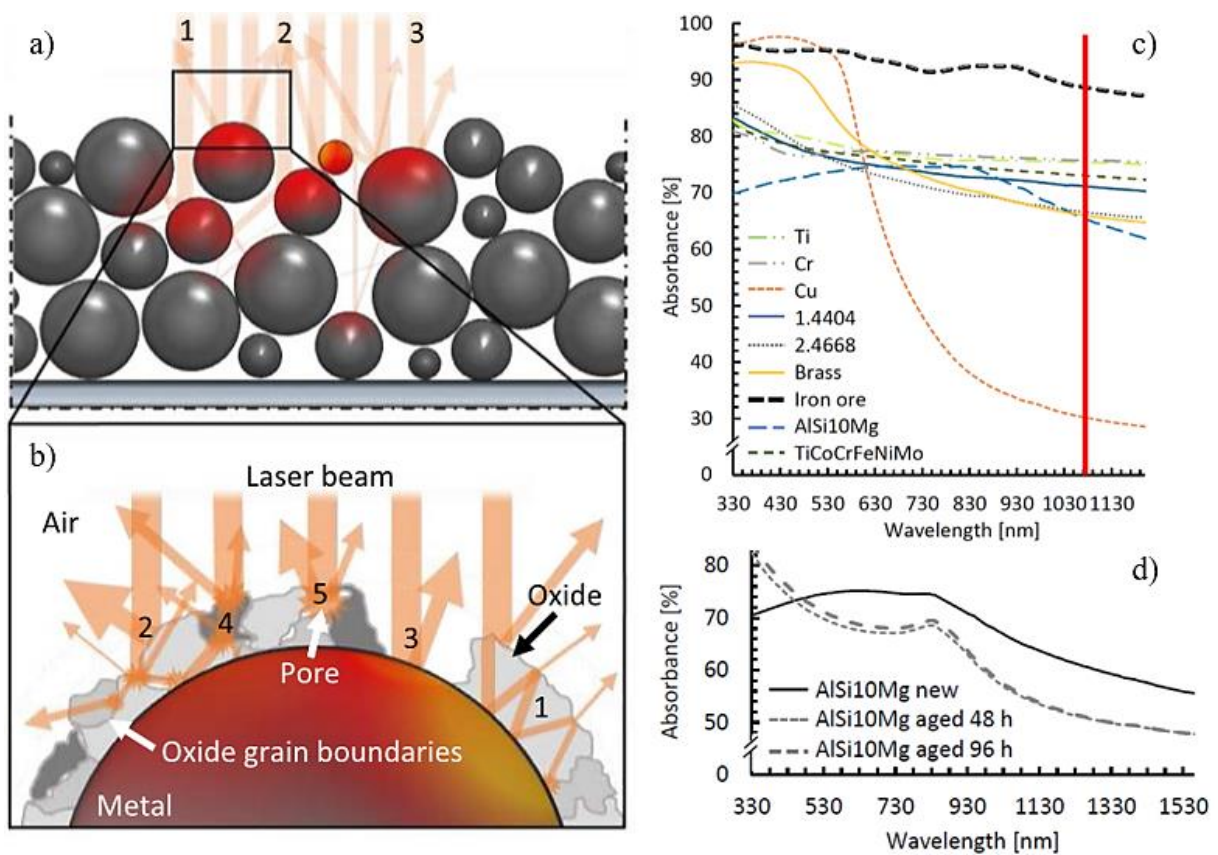 a)
1
2
3
b)
Laser beam
Air
Oxide
2
4
5
3
1
Pore
Oxide grain boundaries
Metal
c)
Absorbance [%]
100
90
80
70
60
50
40
30
0
Ti
Cr
Cu
1.4404
2.4668
Brass
Iron ore
AlSi10Mg
TiCoCrFeNiMo
330 430 530 630 730 830 930 1030 1130
Wavelength [nm]
d)
Absorbance [%]
80
70
60
50
0
AlSi10Mg new
AlSi10Mg aged 48 h
AlSi10Mg aged 96 h
330 530 730 930 1130 1330 1530
Wavelength [nm]